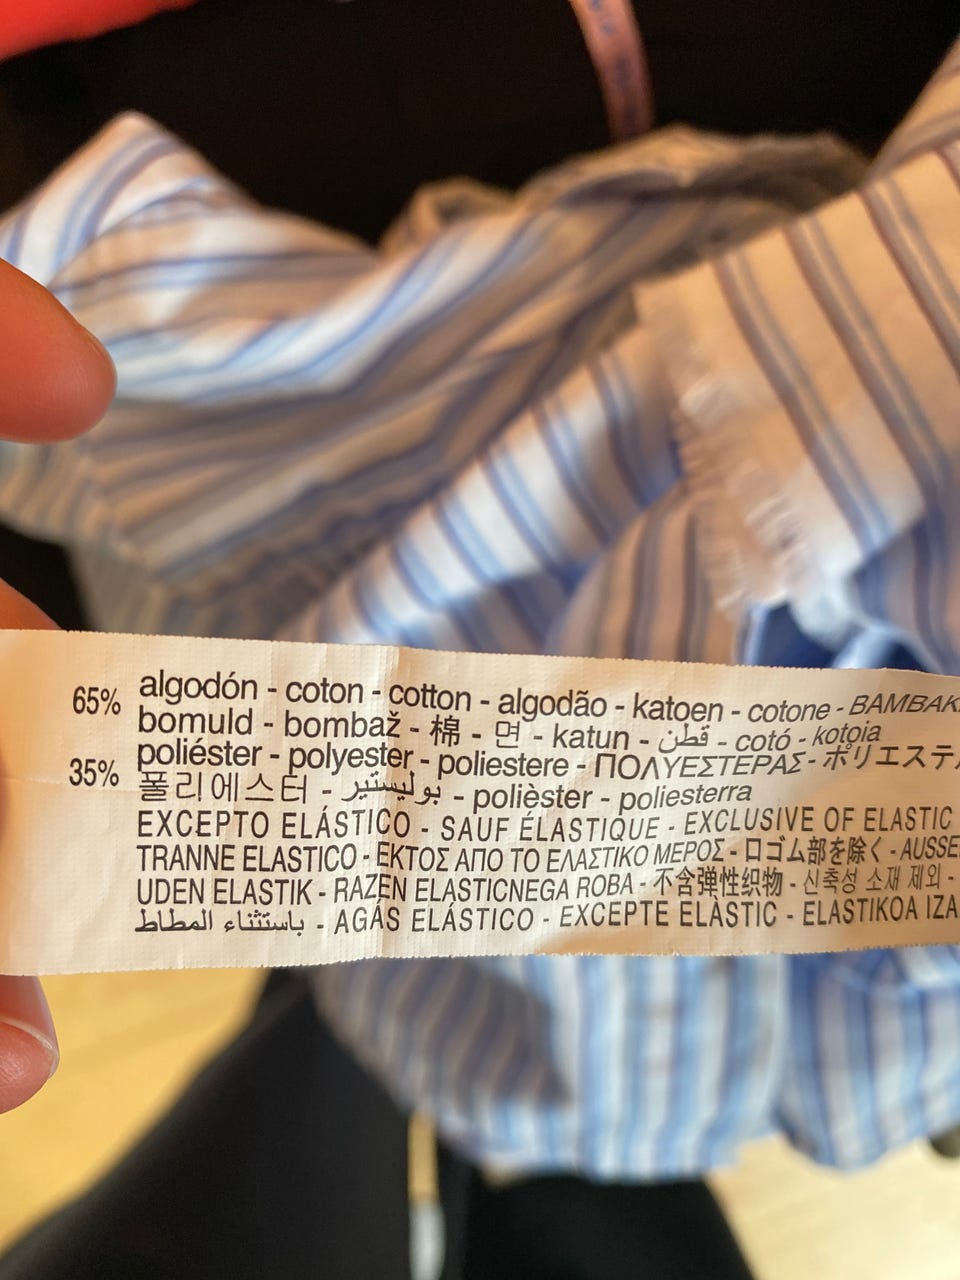 65% algodón - coton - cotton - algodão - katoen - cotone - ΒΑΜΒΑΚ
bomuld - bombaž - 棉 - 면 - katun - قطن - cotó - kotoia
35% poliéster - polyester - poliestere - ΠΟΛΥΕΣΤΕΡΑΣ - ポリエステ
폴리에스터 - بوليستير - polièster - poliesterra
EXCEPTO ELÁSTICO - SAUF ÉLASTIQUE - EXCLUSIVE OF ELASTIC
TRANNE ELASTICO - ΕΚΤΟΣ ΑΠΟ ΤΟ ΕΛΑΣΤΙΚΟ ΜΕΡΟΣ - 口ゴム部を除く - AUSSE
UDEN ELASTIK - RAZEN ELASTICNEGA ROBA - 不含弹性织物 - 신축성 소재 제외 -
باستثناء المطاط - AGÁS ELÁSTICO - EXCEPTE ELÀSTIC - ELASTIKOA IZA